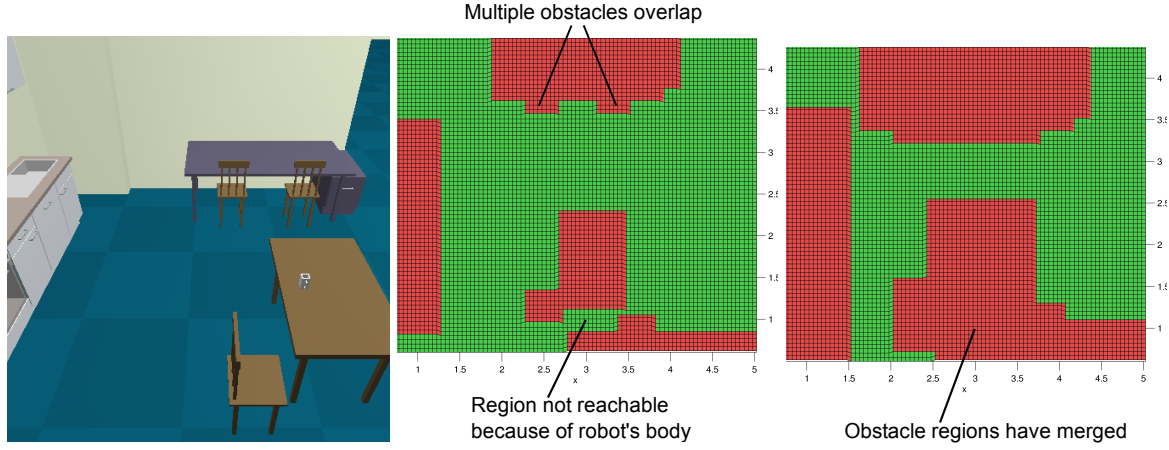 Multiple obstacles overlap
4
3.5
3
2.5
2
1.5
1
1 1.5 2 2.5 3 3.5 4 4.5 5
x
Region not reachable
because of robot's body
4
3.5
3
2.5
2
1.5
1
1 1.5 2 2.5 3 3.5 4 4.5 5
x
Obstacle regions have merged